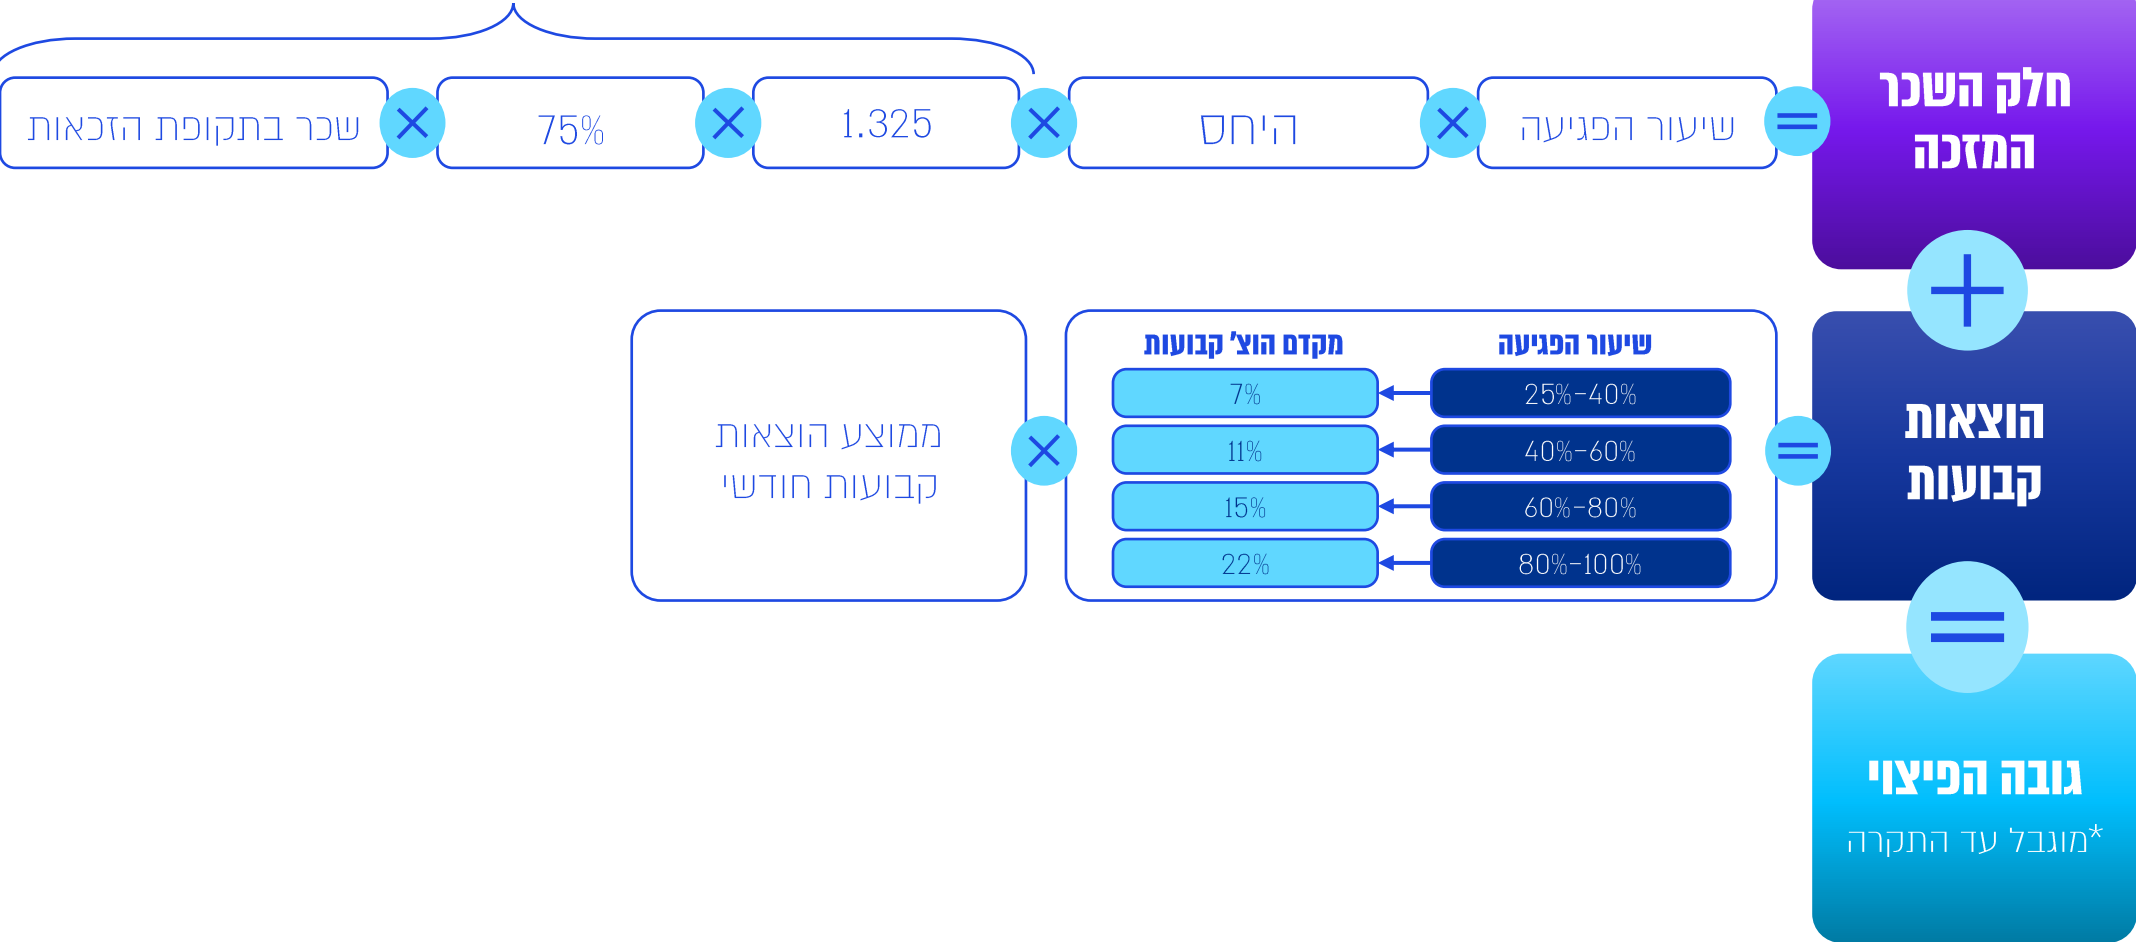 חלק השכר
המזכה
=
שיעור הפגיעה
×
היחס
×
1.325
×
75%
×
שכר בתקופת הזכאות
+
הוצאות
קבועות
=
שיעור הפגיעה
מקדם הוצ' קבועות
25%-40%
7%
40%-60%
11%
60%-80%
15%
80%-100%
22%
×
ממוצע הוצאות
קבועות חודשי
=
גובה הפיצוי
*מוגבל עד התקרה